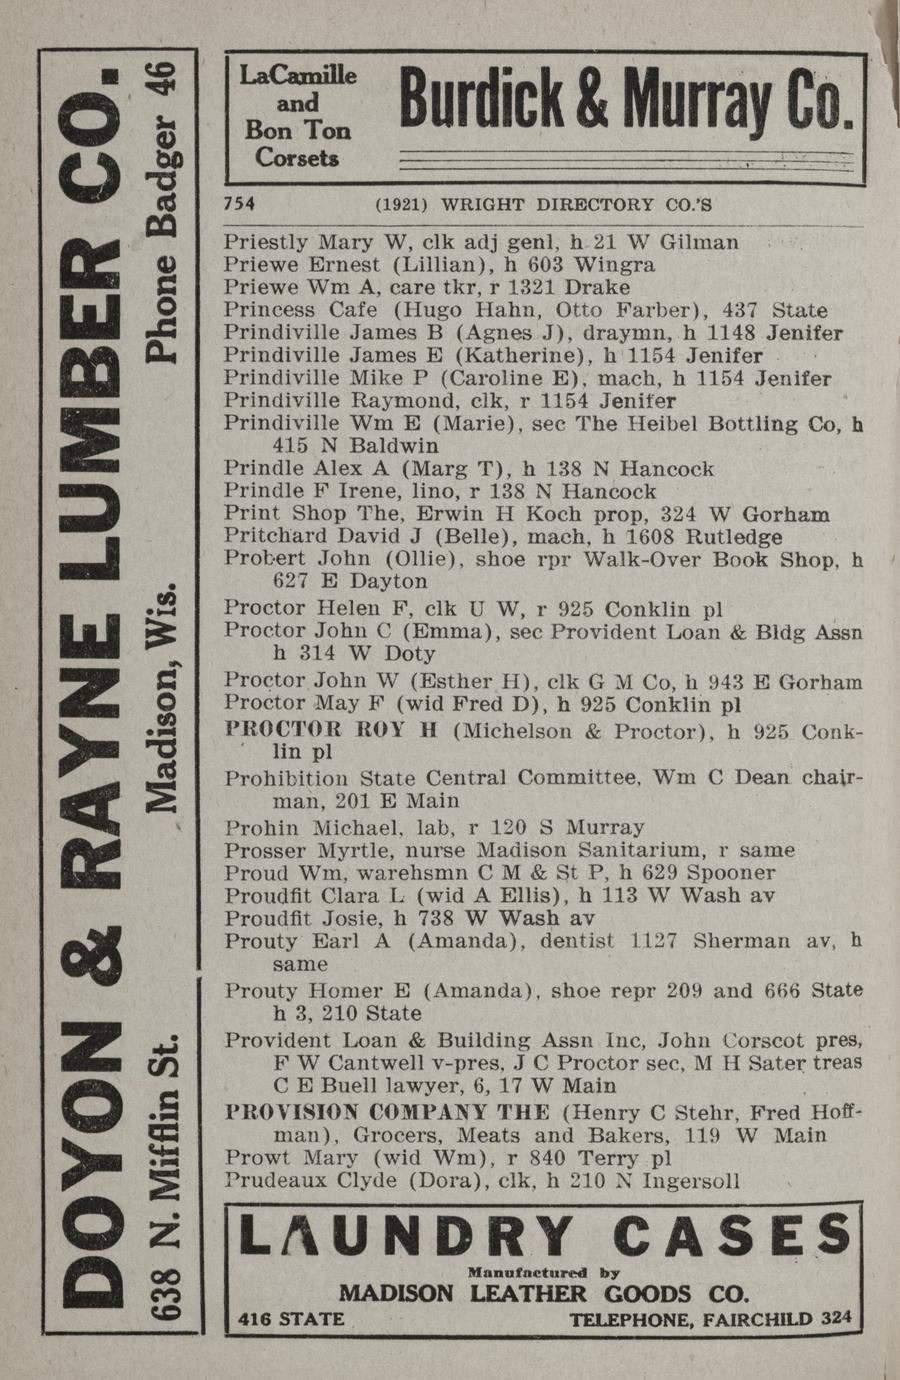 DOYON & RAYNE LUMBER CO.
638 N. Mifflin St. Madison, Wis. Phone Badger 46
LaCamille
and
Bon Ton
Corsets
Burdick & Murray Co.
754 (1921) WRIGHT DIRECTORY CO.'S
Priestly Mary W, clk adj genl, h 21 W Gilman
Priewe Ernest (Lillian), h 603 Wingra
Priewe Wm A, care tkr, r 1321 Drake
Princess Cafe (Hugo Hahn, Otto Farber), 437 State
Prindiville James B (Agnes J), draymn, h 1148 Jenifer
Prindiville James E (Katherine), h 1154 Jenifer
Prindiville Mike P (Caroline E), mach, h 1154 Jenifer
Prindiville Raymond, clk, r 1154 Jenifer
Prindiville Wm E (Marie), sec The Heibel Bottling Co, h
415 N Baldwin
Prindle Alex A (Marg T), h 138 N Hancock
Prindle F Irene, lino, r 138 N Hancock
Print Shop The, Erwin H Koch prop, 324 W Gorham
Pritchard David J (Belle), mach, h 1608 Rutledge
Probert John (Ollie), shoe rpr Walk-Over Book Shop, h
627 E Dayton
Proctor Helen F, clk U W, r 925 Conklin pl
Proctor John C (Emma), sec Provident Loan & Bldg Assn
h 314 W Doty
Proctor John W (Esther H), clk G M Co, h 943 E Gorham
Proctor May F (wid Fred D), h 925 Conklin pl
PROCTOR ROY H (Michelson & Proctor), h 925 Conk-
lin pl
Prohibition State Central Committee, Wm C Dean chair-
man, 201 E Main
Prohin Michael, lab, r 120 S Murray
Prosser Myrtle, nurse Madison Sanitarium, r same
Proud Wm, warehsmn C M & St P, h 629 Spooner
Proudfit Clara L (wid A Ellis), h 113 W Wash av
Proudfit Josie, h 738 W Wash av
Prouty Earl A (Amanda), dentist 1127 Sherman av, h
same
Prouty Homer E (Amanda), shoe repr 209 and 666 State
h 3, 210 State
Provident Loan & Building Assn Inc, John Corscot pres,
F W Cantwell v-pres, J C Proctor sec, M H Sater treas
C E Buell lawyer, 6, 17 W Main
PROVISION COMPANY THE (Henry C Stehr, Fred Hoff-
man), Grocers, Meats and Bakers, 119 W Main
Prowt Mary (wid Wm), r 840 Terry pl
Prudeaux Clyde (Dora), clk, h 210 N Ingersoll
LAUNDRY CASES
Manufactured by
MADISON LEATHER GOODS CO.
416 STATE TELEPHONE, FAIRCHILD 324